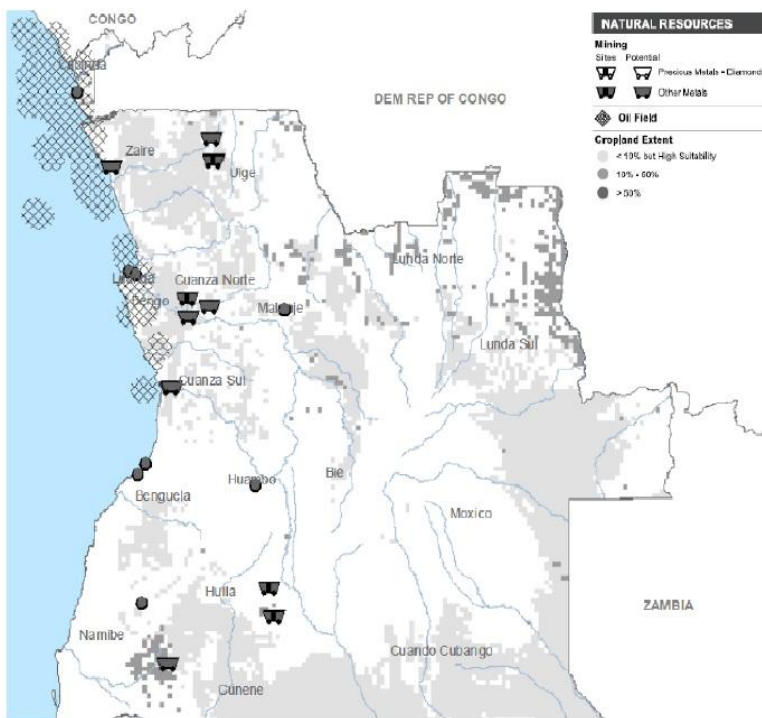 CONGO
NATURAL RESOURCES
Mining
Sites Potential
Precious Metals - Diamond
Other Metals
Oil Field
Cropland Extent
< 10% but High Suitability
10% - 50%
> 50%
DEM REP OF CONGO
Cabinda
Zaire
Uige
Lunda Norte
Luanda
Bengo
Cuanza Norte
Malanje
Lunda Sul
Cuanza Sul
Huambo
Bie
Benguela
Moxico
Huila
ZAMBIA
Namibe
Cuando Cubango
Cunene